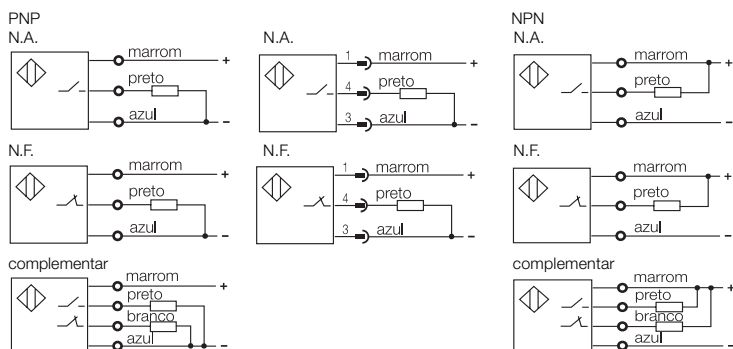 PNP
N.A.
marrom +
preto
azul -
N.A.
1 marrom +
4 preto
3 azul -
NPN
N.A.
marrom +
preto
azul -
N.F.
marrom +
preto
azul -
N.F.
1 marrom +
4 preto
3 azul -
N.F.
marrom +
preto
azul -
complementar
marrom +
preto
branco
azul -
complementar
marrom +
preto
branco
azul -